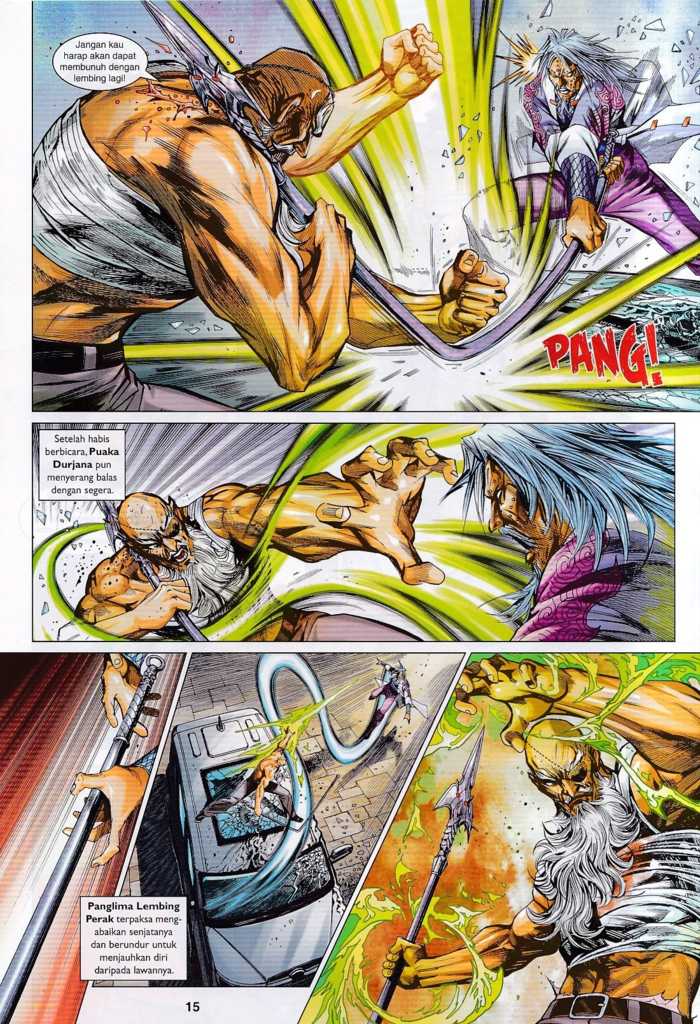 Jangan kau
harap akan dapat
membunuh dengan
lembing lagi!
PANG!
Setelah habis
berbicara, Puaka
Durjana pun
menyerang balas
dengan segera.
Panglima Lembing
Perak terpaksa meng-
abaikan senjatanya
dan berundur untuk
menjauhkan diri
daripada lawannya.
15